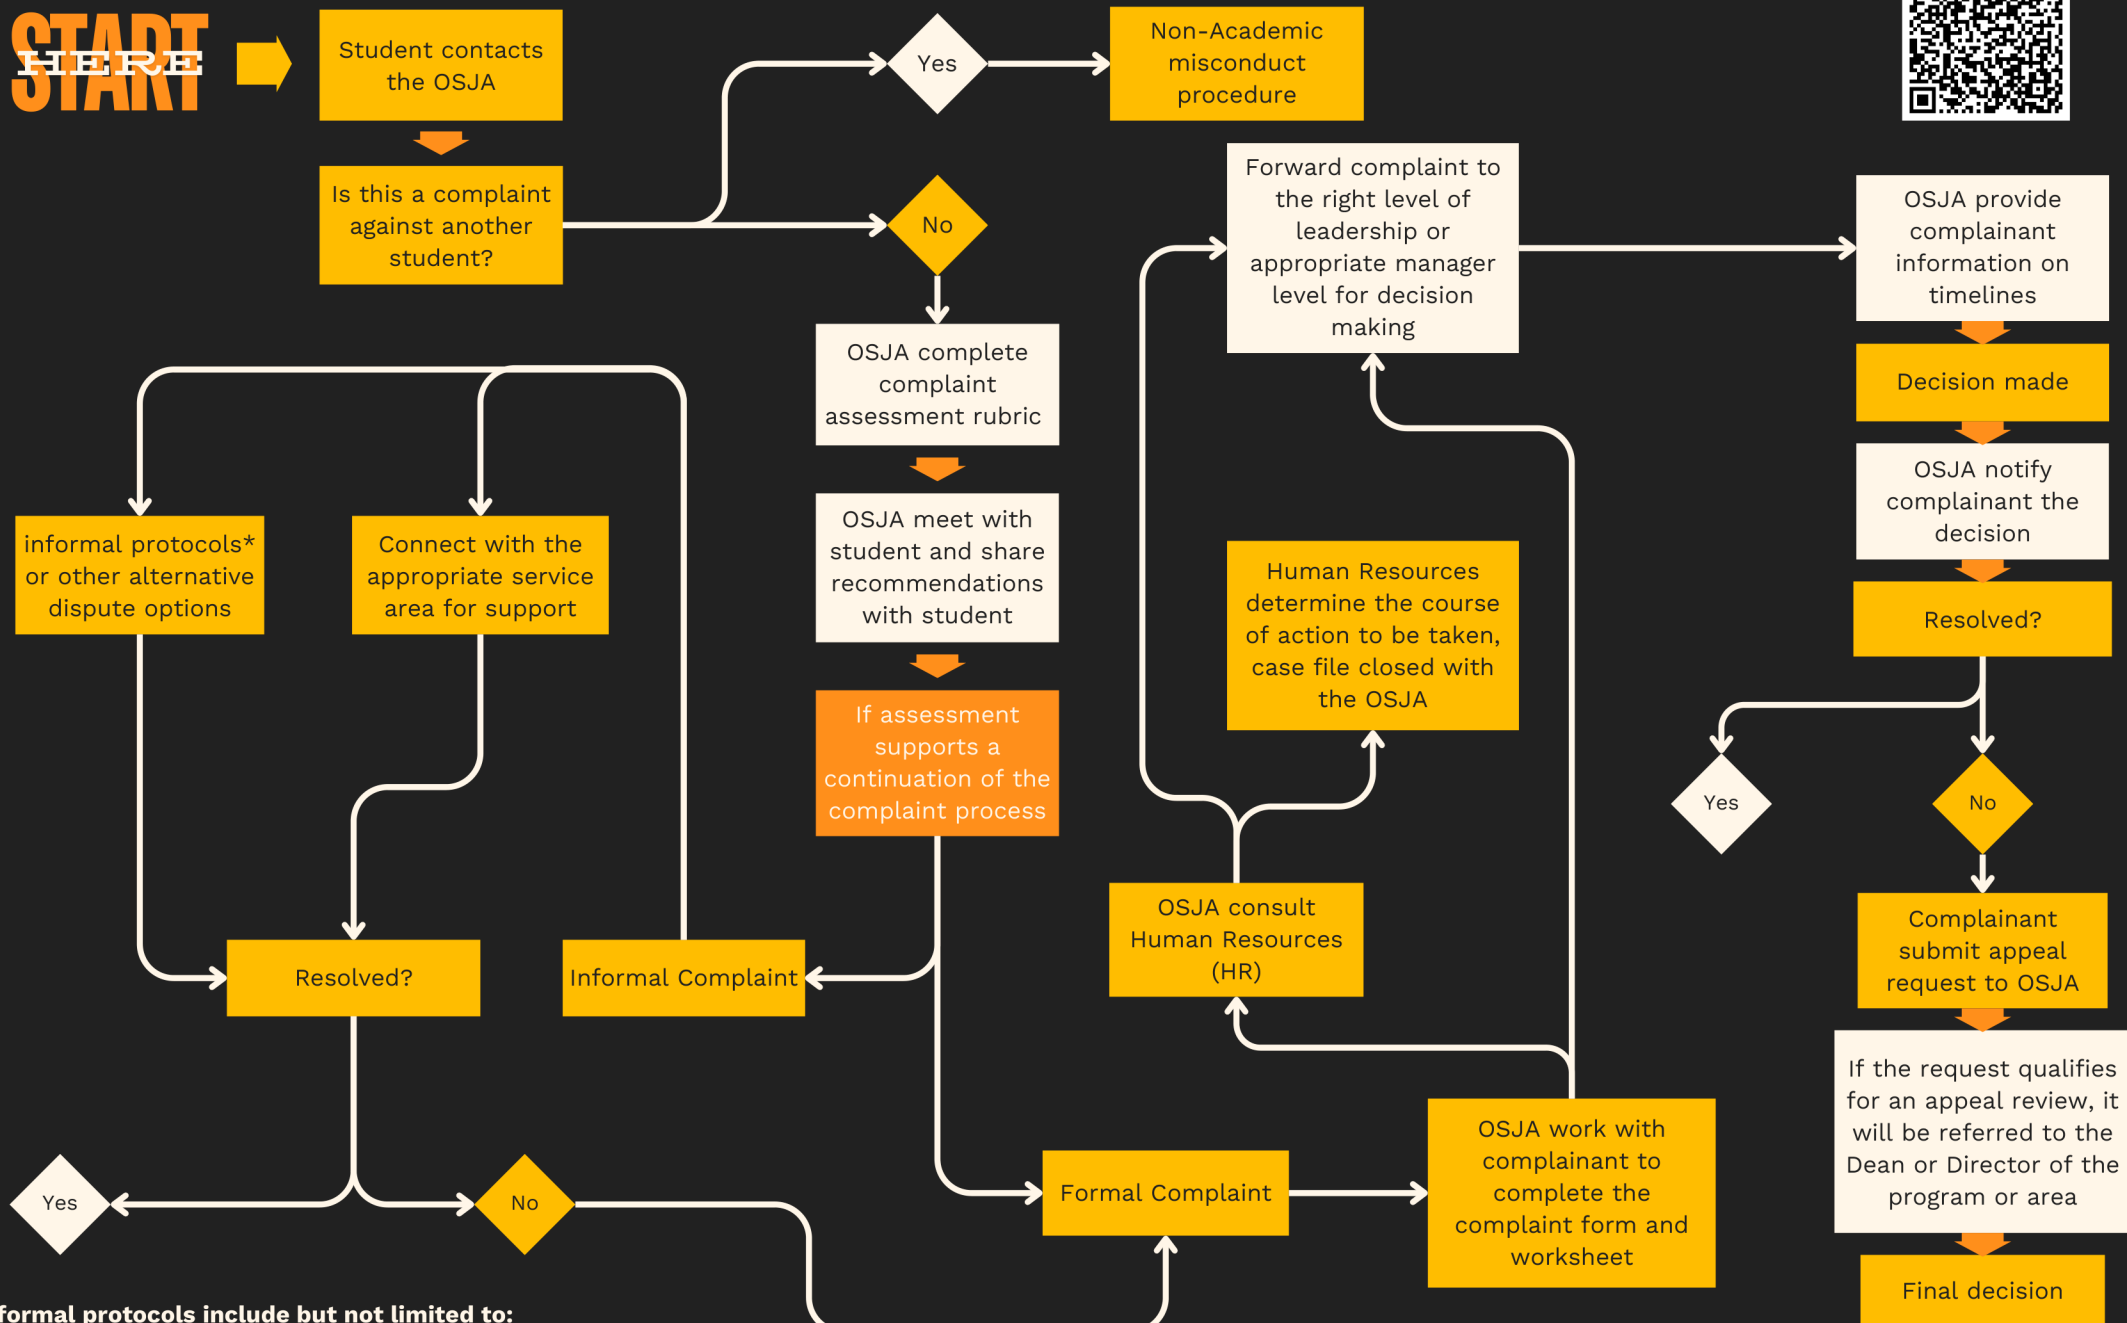 START
HERE
Student contacts
the OSJA
Is this a complaint
against another
student?
Yes
Non-Academic
misconduct
procedure
No
OSJA complete
complaint
assessment rubric
OSJA meet with
student and share
recommendations
with student
If assessment
supports a
continuation of the
complaint process
Informal Complaint
informal protocols*
or other alternative
dispute options
Connect with the
appropriate service
area for support
Resolved?
Yes
No
Formal Complaint
OSJA work with
complainant to
complete the
complaint form and
worksheet
OSJA consult
Human Resources
(HR)
Human Resources
determine the course
of action to be taken,
case file closed with
the OSJA
Forward complaint to
the right level of
leadership or
appropriate manager
level for decision
making
OSJA provide
complainant
information on
timelines
Decision made
OSJA notify
complainant the
decision
Resolved?
Yes
No
Complainant
submit appeal
request to OSJA
If the request qualifies
for an appeal review, it
will be referred to the
Dean or Director of the
program or area
Final decision
formal protocols include but not limited to: